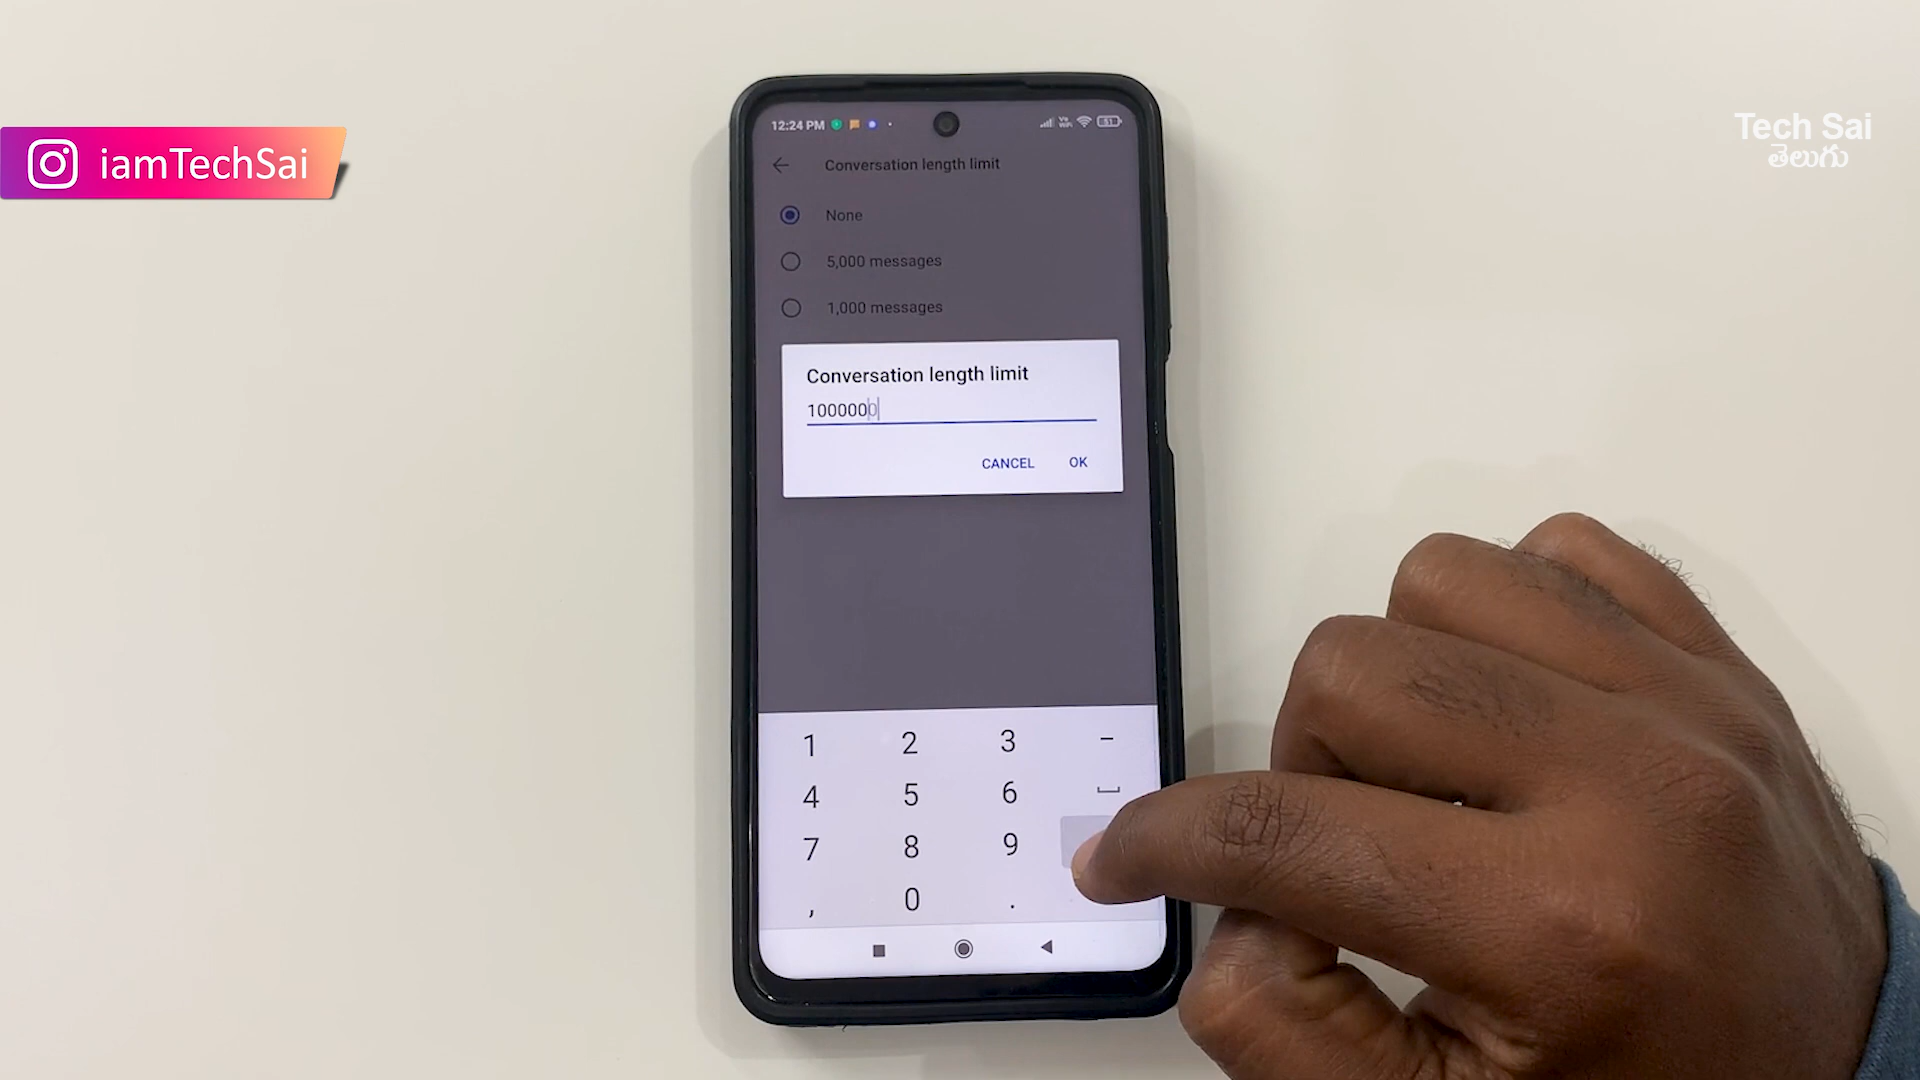 iamTechSai
Tech Sai
తెలుగు
12:24 PM
51
Conversation length limit
None
5,000 messages
1,000 messages
Conversation length limit
1000000
CANCEL OK
1 2 3 -
4 5 6
7 8 9
, 0 .